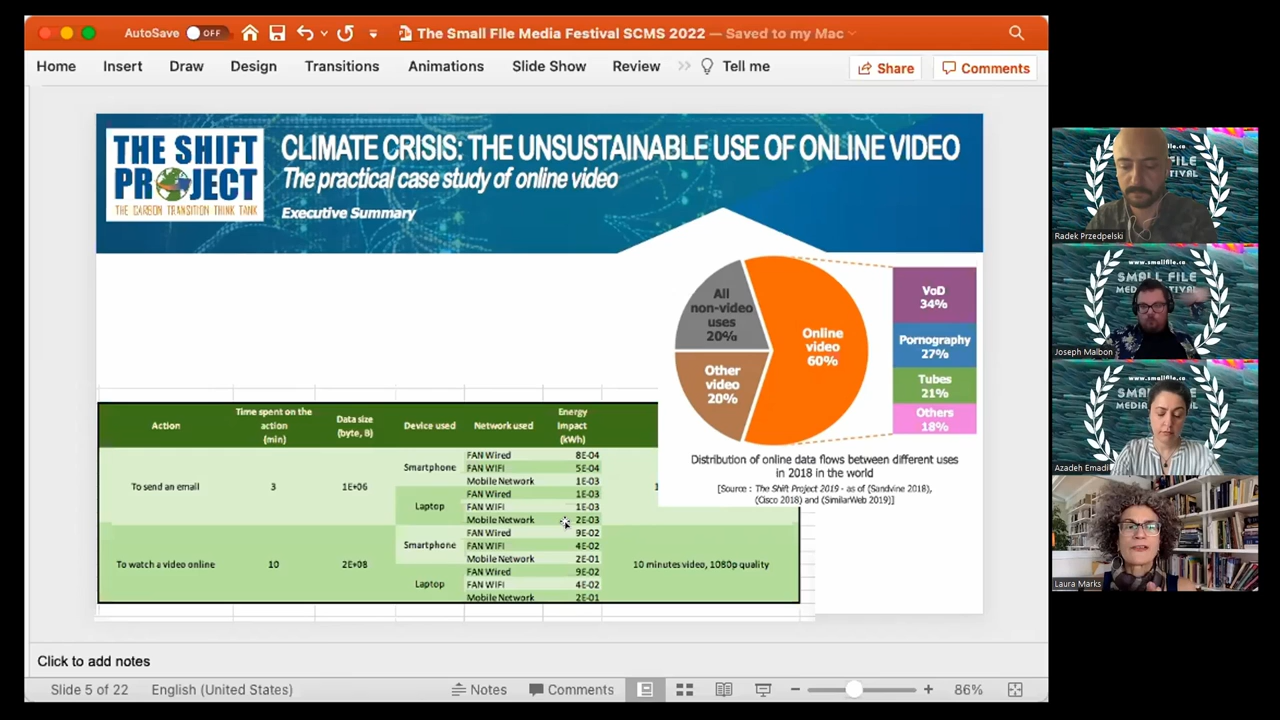 AutoSave OFF The Small FIle Media Festival SCMS 2022 — Saved to my Mac
Home Insert Draw Design Transitions Animations Slide Show Review Tell me Share Comments
THE SHIFT
PROJECT
THE CARBON TRANSITION THINK TANK
CLIMATE CRISIS: THE UNSUSTAINABLE USE OF ONLINE VIDEO
The practical case study of online video
Executive Summary
All
non-video
uses
20%
Other
video
20%
Online
video
60%
VoD
34%
Pornography
27%
Tubes
21%
Others
18%
Distribution of online data flows between different uses
in 2018 in the world
[Source : The Shift Project 2019 - as of (Sandvine 2018),
(Cisco 2018) and (SimilarWeb 2019)]
Action
Time spent on the
action
(min)
Data size
(byte, B)
Device used
Network used
Energy
Impact
(kWh)
To send an email
3
1E+06
Smartphone
FAN Wired 8E-04
FAN WIFI 5E-04
Mobile Network 1E-03
Laptop
FAN Wired 1E-03
FAN WIFI 1E-03
Mobile Network 2E-03
1
To watch a video online
10
2E+08
Smartphone
FAN Wired 9E-02
FAN WIFI 4E-02
Mobile Network 2E-01
Laptop
FAN Wired 9E-02
FAN WIFI 4E-02
Mobile Network 2E-01
10 minutes video, 1080p quality
Click to add notes
Slide 5 of 22 English (United States) Notes Comments 86%
Radek Przedpelski
www.smallfile.ca
SMALL FILE
Joseph Malbon
www.smallfile.ca
Azadeh Emadi
Laura Marks